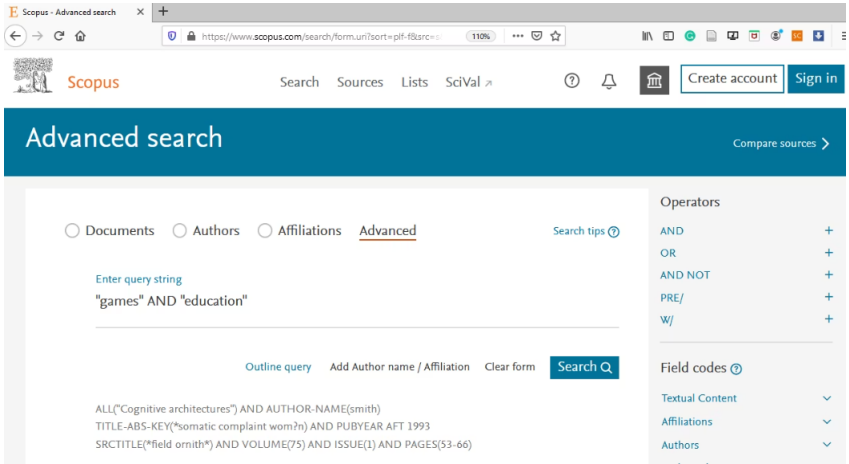 E Scopus - Advanced search
https://www.scopus.com/search/form.uri?sort=plf-f&src=s
110%
Scopus
Search Sources Lists SciVal
Create account
Sign in
Advanced search
Compare sources
Documents Authors Affiliations Advanced
Search tips
Enter query string
"games" AND "education"
Outline query Add Author name / Affiliation Clear form Search
ALL("Cognitive architectures") AND AUTHOR-NAME(smith)
TITLE-ABS-KEY(*somatic complaint wom?n) AND PUBYEAR AFT 1993
SRCTITLE(*field ornith*) AND VOLUME(75) AND ISSUE(1) AND PAGES(53-66)
Operators
AND
OR
AND NOT
PRE/
W/
Field codes
Textual Content
Affiliations
Authors